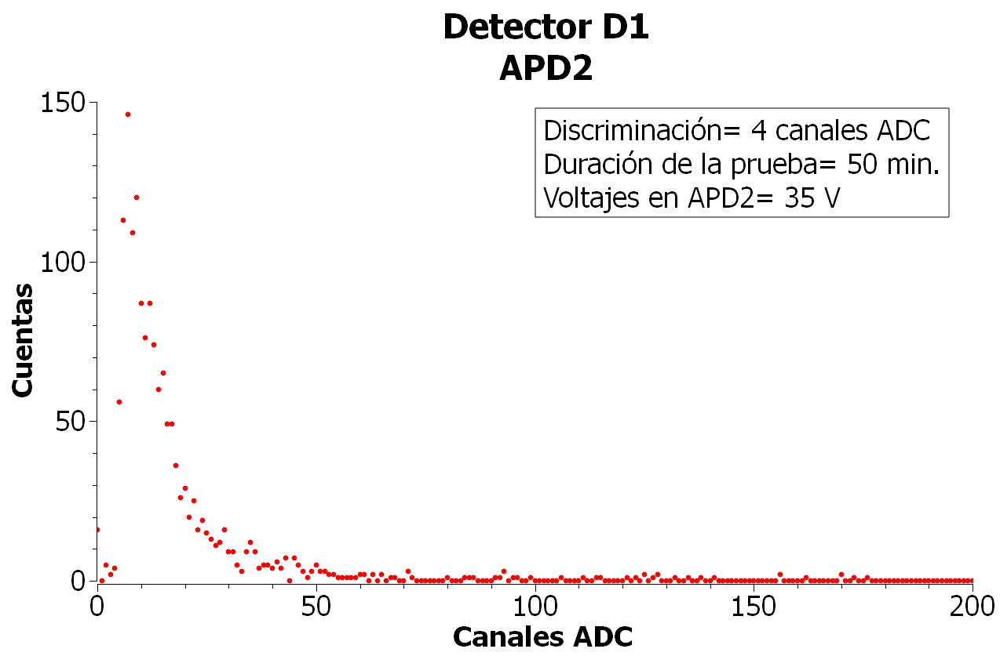 Detector D1
APD2
150
100
50
0
Cuentas
Discriminación= 4 canales ADC
Duración de la prueba= 50 min.
Voltajes en APD2= 35 V
0 50 100 150 200
Canales ADC